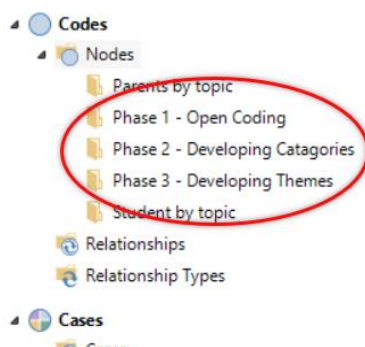 Codes
Nodes
Parents by topic
Phase 1 - Open Coding
Phase 2 - Developing Catagories
Phase 3 - Developing Themes
Student by topic
Relationships
Relationship Types
Cases
Cases